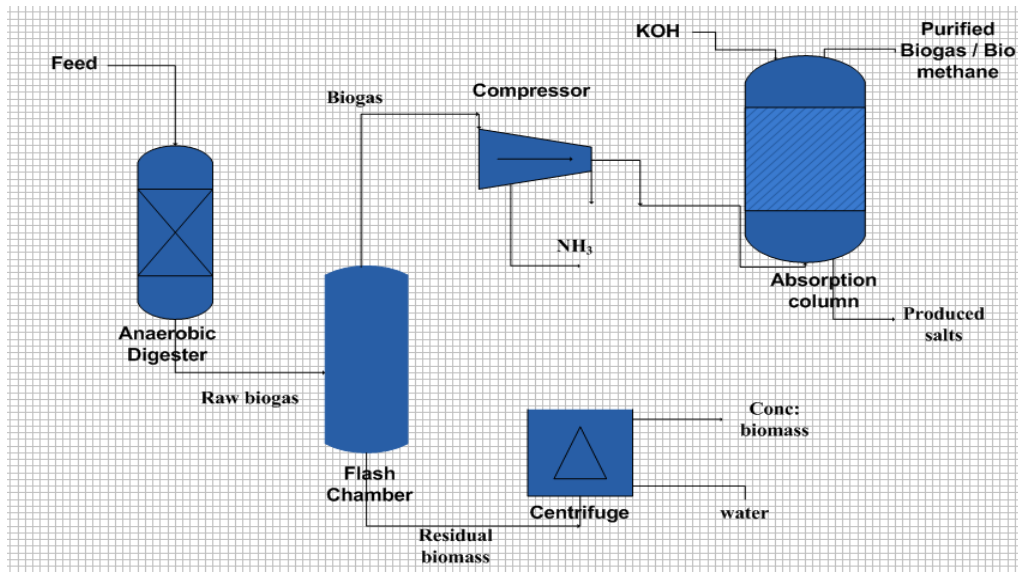 KOH
Purified
Biogas / Bio
methane
Feed
Compressor
Biogas
NH₃
Absorption
column
Produced
salts
Anaerobic
Digester
Raw biogas
Conc:
biomass
Flash
Chamber
Centrifuge
water
Residual
biomass